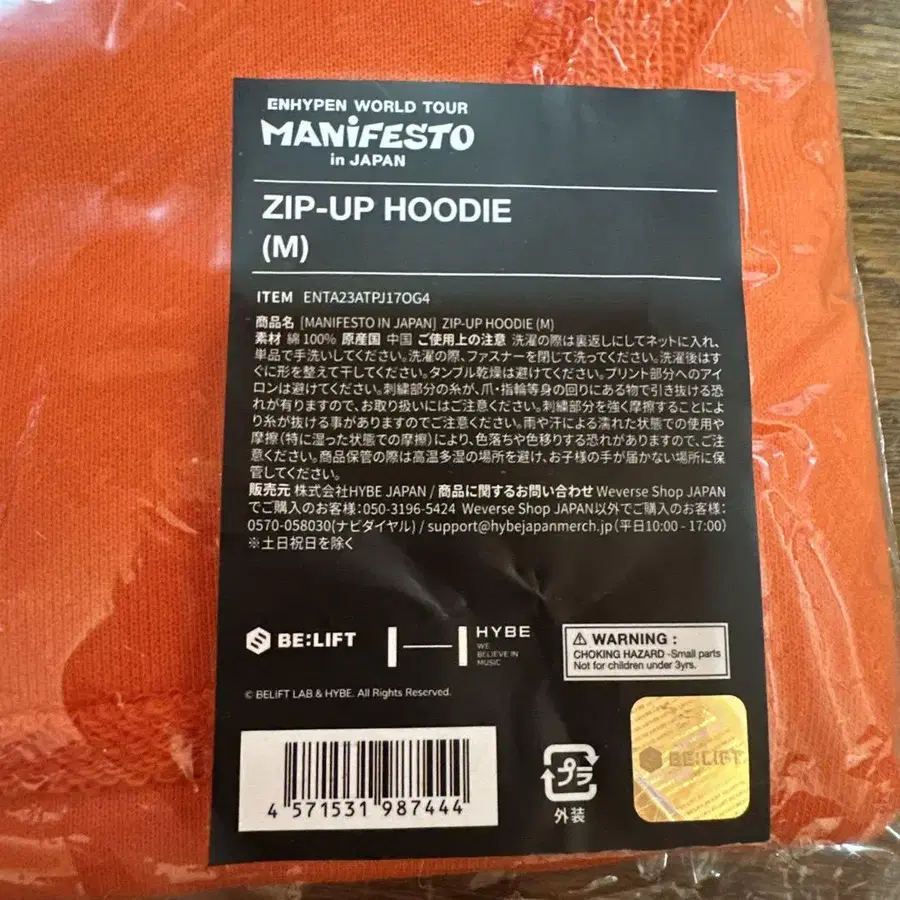 ENHYPEN WORLD TOUR
MANiFESTO
in JAPAN
ZIP-UP HOODIE
(M)
ITEM ENTA23ATPJ17OG4
商品名 [MANIFESTO IN JAPAN] ZIP-UP HOODIE (M)
素材 綿 100% 原産国 中国 ご使用上の注意 洗濯の際は裏返しにしてネットに入れ、
単品で手洗いしてください。洗濯の際、ファスナーを閉じて洗ってください。洗濯後はす
ぐに形を整えて干してください。タンブル乾燥は避けてください。プリント部分へのアイ
ロンは避けてください。刺繍部分の糸が、爪・指輪等身の回りにある物で引き抜ける恐
れが有りますので、お取り扱いにはご注意ください。刺繍部分を強く摩擦することによ
り糸が抜ける事がありますのでご注意ください。雨や汗による濡れた状態での使用や
摩擦(特に湿った状態での摩擦)により、色落ちや色移りする恐れがありますので、ご注
意ください。商品保管の際は高温多湿の場所を避け、お子様の手が届かない場所に保
管してください。
販売元 株式会社HYBE JAPAN / 商品に関するお問い合わせ Weverse Shop JAPAN
でご購入のお客様：050-3196-5424 Weverse Shop JAPAN以外でご購入のお客様：
0570-058030(ナビダイヤル) / support@hybejapanmerch.jp(平日10:00 - 17:00)
※土日祝日を除く
BE:LIFT
HYBE
WE
BELIEVE IN
MUSIC
⚠ WARNING :
CHOKING HAZARD -Small parts
Not for children under 3yrs.
© BELIFT LAB & HYBE. All Rights Reserved.
BE:LIFT
4 571531 987444
プラ
外装